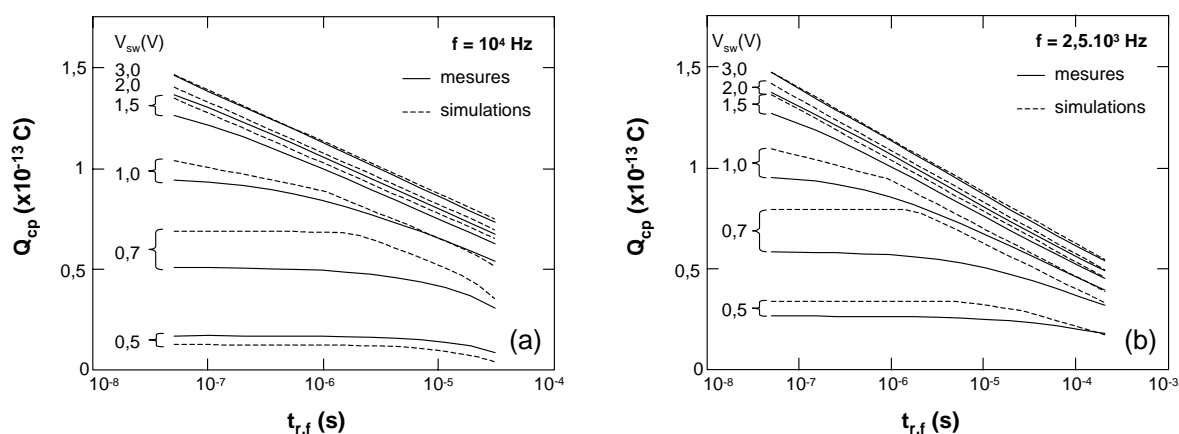 V_sw(V)
f = 10⁴ Hz
mesures
simulations
3,0
2,0
1,5
1,0
0,7
0,5
1,5
1
0,5
0
Q_cp (x10⁻¹³ C)
10⁻⁸
10⁻⁷
10⁻⁶
10⁻⁵
10⁻⁴
t_r,f (s)
(a)
V_sw(V)
f = 2,5.10³ Hz
mesures
simulations
3,0
2,0
1,5
1,0
0,7
0,5
1,5
1
0,5
0
Q_cp (x10⁻¹³ C)
10⁻⁸
10⁻⁷
10⁻⁶
10⁻⁵
10⁻⁴
10⁻³
t_r,f (s)
(b)